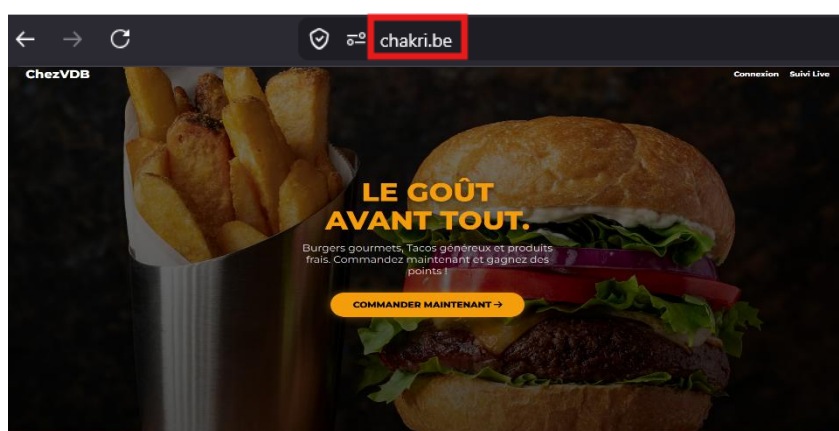 chakri.be
ChezVDB
Connexion Suivi Live
LE GOÛT
AVANT TOUT.
Burgers gourmets, Tacos généreux et produits
frais. Commandez maintenant et gagnez des
points !
COMMANDER MAINTENANT →